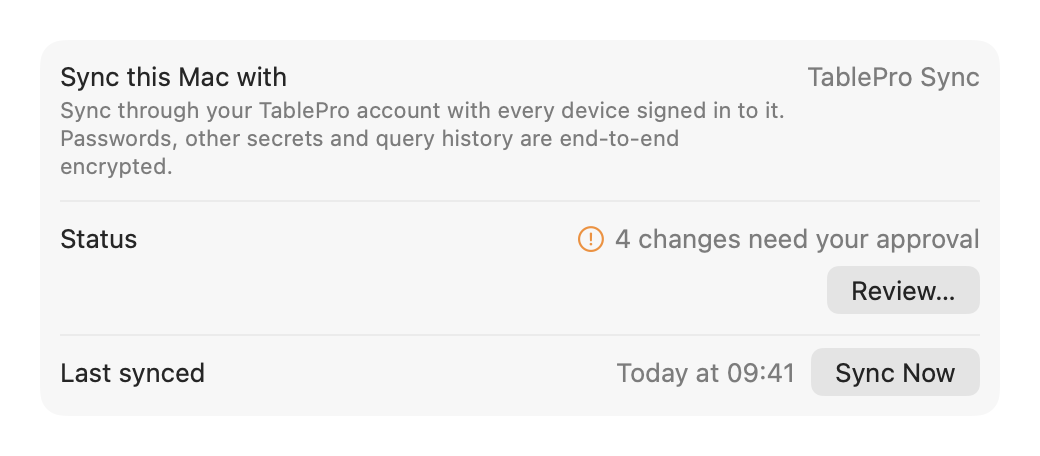 Sync this Mac with
TablePro Sync
Sync through your TablePro account with every device signed in to it.
Passwords, other secrets and query history are end-to-end
encrypted.
Status
4 changes need your approval
Review...
Last synced
Today at 09:41
Sync Now